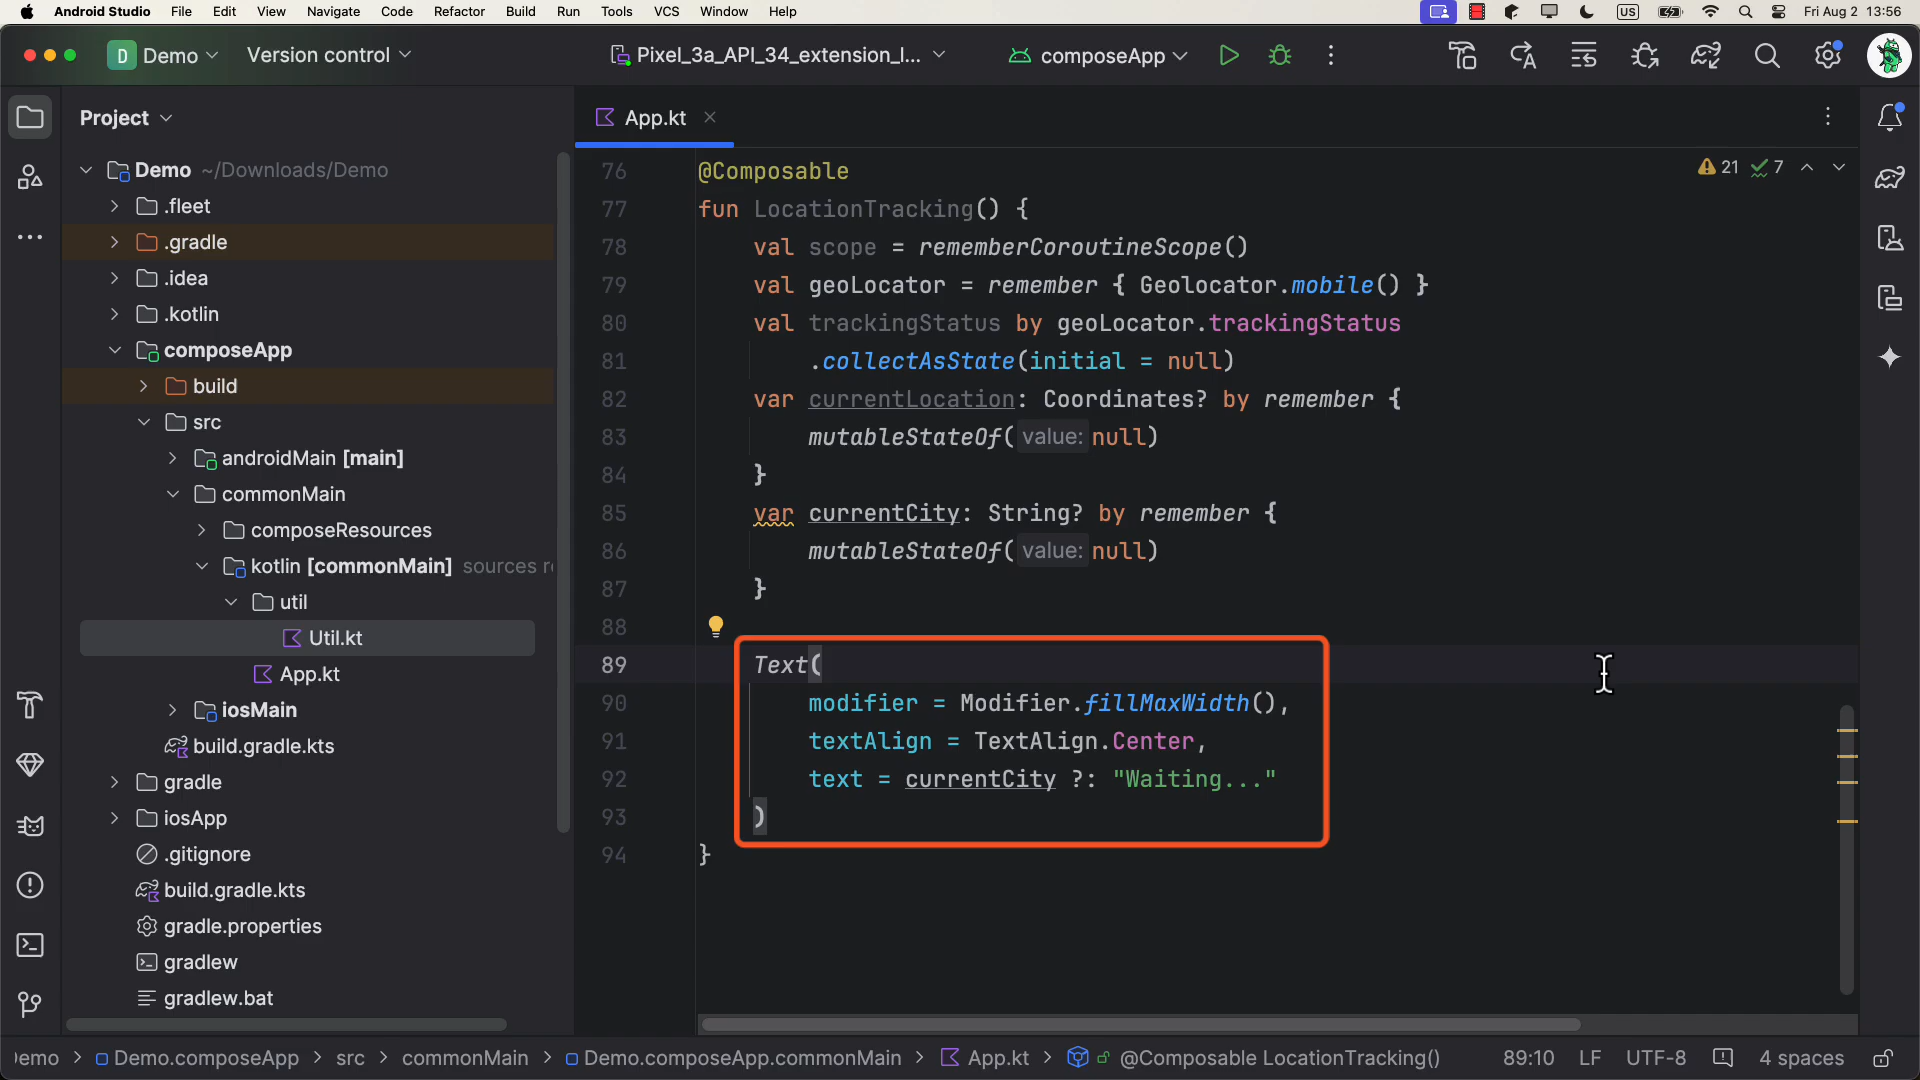 Android Studio File Edit View Navigate Code Refactor Build Run Tools VCS Window Help US Fri Aug 2 13:56
D Demo Version control Pixel_3a_API_34_extension_l... composeApp
Project
Demo ~/Downloads/Demo
.fleet
.gradle
.idea
.kotlin
composeApp
build
src
androidMain [main]
commonMain
composeResources
kotlin [commonMain] sources r
util
Util.kt
App.kt
iosMain
build.gradle.kts
gradle
iosApp
.gitignore
build.gradle.kts
gradle.properties
gradlew
gradlew.bat
App.kt
21 7
76 @Composable
77 fun LocationTracking() {
78 val scope = rememberCoroutineScope()
79 val geoLocator = remember { Geolocator.mobile() }
80 val trackingStatus by geoLocator.trackingStatus
81 .collectAsState(initial = null)
82 var currentLocation: Coordinates? by remember {
83 mutableStateOf( value: null)
84 }
85 var currentCity: String? by remember {
86 mutableStateOf( value: null)
87 }
88
89 Text(
90 modifier = Modifier.fillMaxWidth(),
91 textAlign = TextAlign.Center,
92 text = currentCity ?: "Waiting..."
93 )
94 }
emo > Demo.composeApp > src > commonMain > Demo.composeApp.commonMain > App.kt > @Composable LocationTracking() 89:10 LF UTF-8 4 spaces